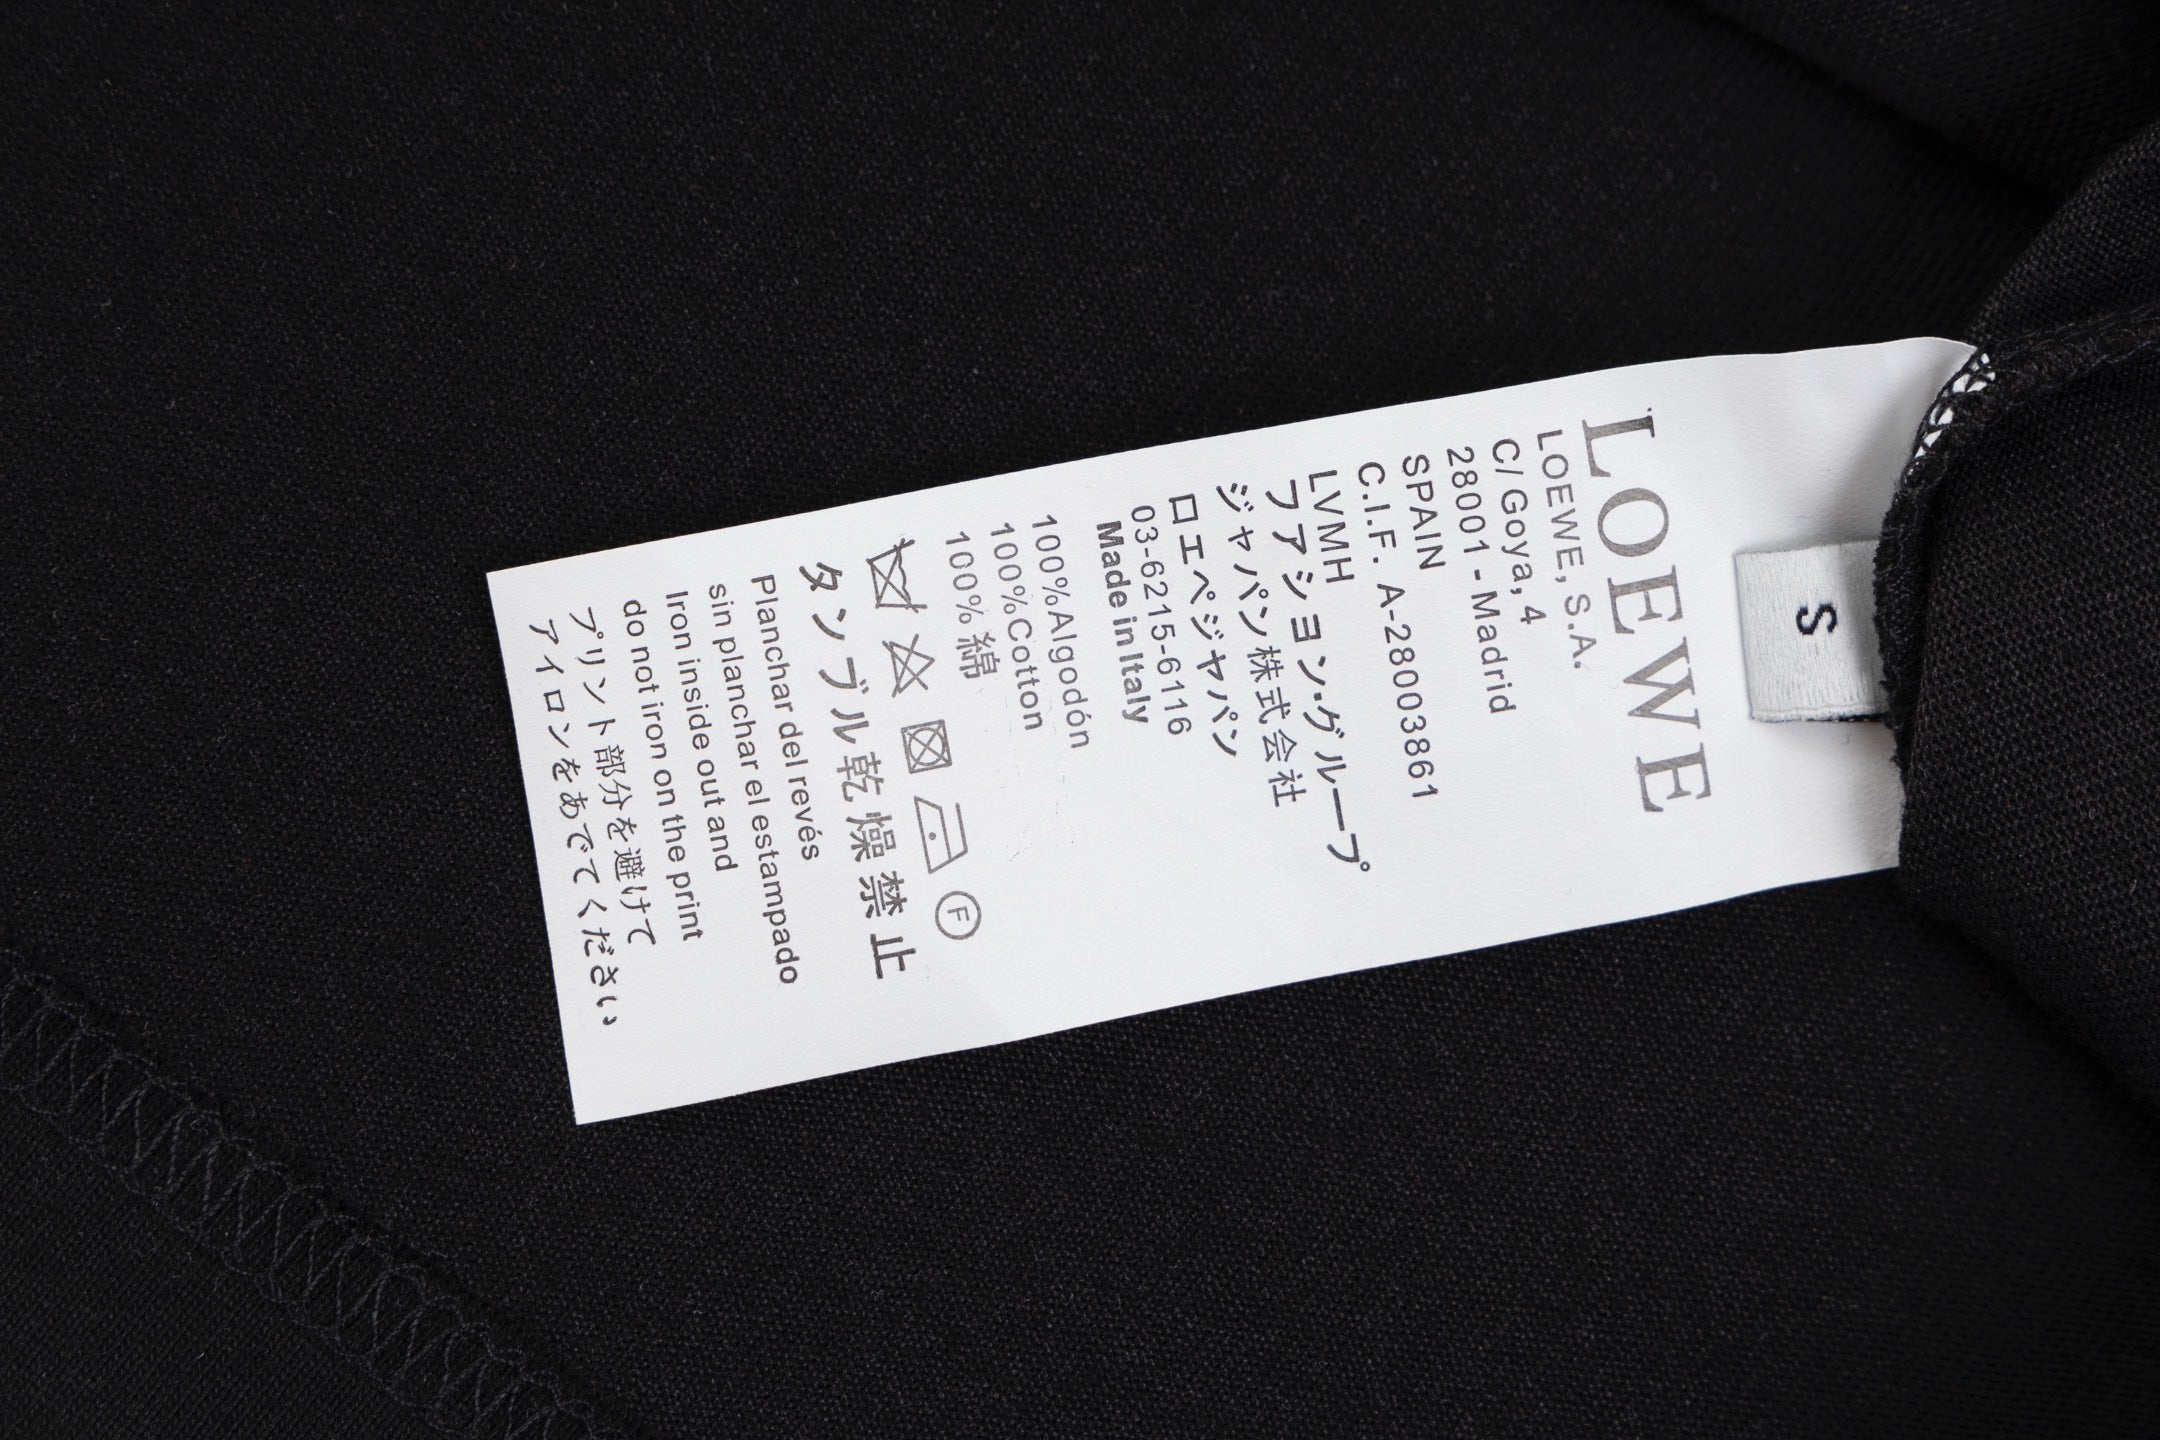 LOEWE
LOEWE, S.A.
C/ Goya, 4
28001 - Madrid
SPAIN
C.I.F. A-28003861
LVMH
ファション・グループ
ジャパン株式会社
ロエベジャパン
03-6215-6116
Made in Italy
100%Algodón
100%Cotton
100%綿
F
タンブル乾燥禁止
Planchar del revés
sin planchar el estampado
Iron inside out and
do not iron on the print
プリント部分を避けて
アイロンをあでてください
S